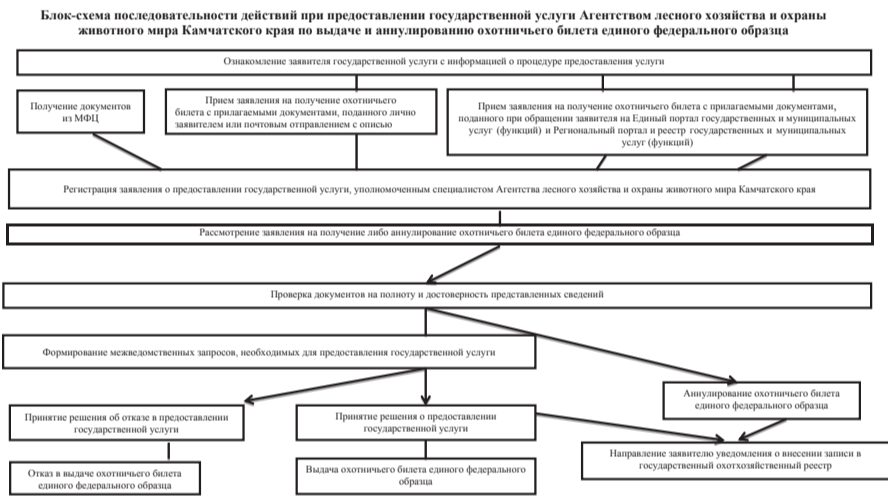 Блок-схема последовательности действий при предоставлении государственной услуги Агентством лесного хозяйства и охраны
животного мира Камчатского края по выдаче и аннулированию охотничьего билета единого федерального образца
Ознакомление заявителя государственной услуги с информацией о процедуре предоставления услуги
Получение документов
из МФЦ
Прием заявления на получение охотничьего
билета с прилагаемыми документами, поданного лично
заявителем или почтовым отправлением с описью
Прием заявления на получение охотничьего билета с прилагаемыми документами,
поданного при обращении заявителя на Единый портал государственных и муниципальных
услуг (функций) и Региональный портал и реестр государственных и муниципальных
услуг (функций)
Регистрация заявления о предоставлении государственной услуги, уполномоченным специалистом Агентства лесного хозяйства и охраны животного мира Камчатского края
Рассмотрение заявления на получение либо аннулирование охотничьего билета единого федерального образца
Проверка документов на полноту и достоверность представленных сведений
Формирование межведомственных запросов, необходимых для предоставления государственной услуги
Аннулирование охотничьего билета
единого федерального образца
Принятие решения об отказе в предоставлении
государственной услуги
Принятие решения о предоставлении
государственной услуги
Направление заявителю уведомления о внесении записи в
государственный охотхозяйственный реестр
Отказ в выдаче охотничьего билета
единого федерального образца
Выдача охотничьего билета единого федерального
образца